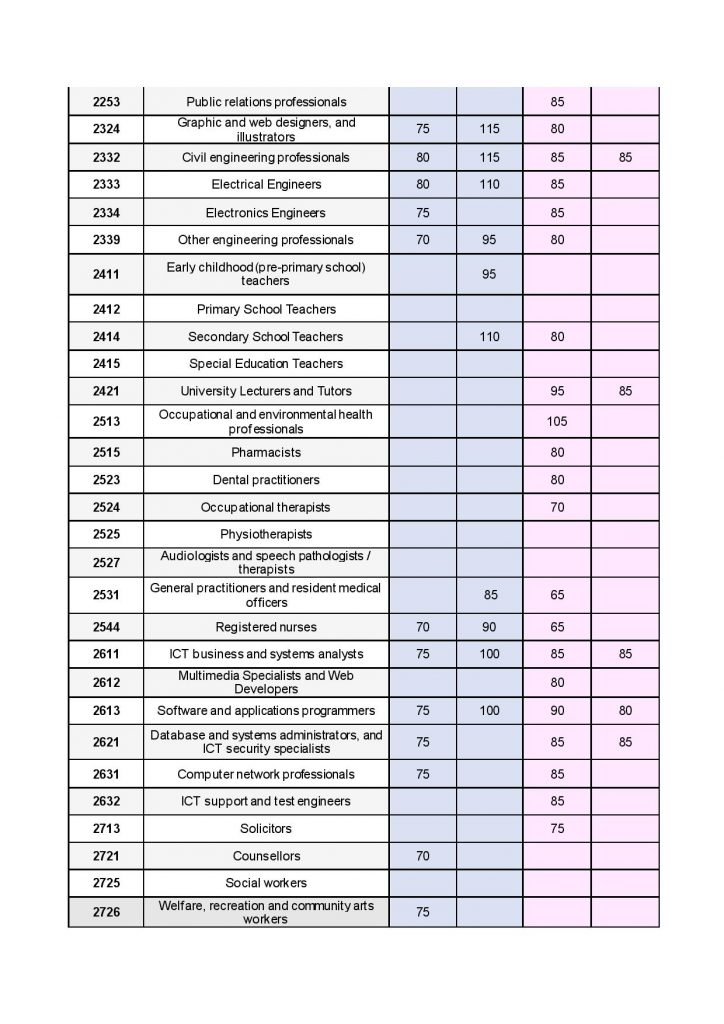 2253 Public relations professionals 85
2324 Graphic and web designers, and illustrators 75 115 80
2332 Civil engineering professionals 80 115 85 85
2333 Electrical Engineers 80 110 85
2334 Electronics Engineers 75 85
2339 Other engineering professionals 70 95 80
2411 Early childhood (pre-primary school) teachers 95
2412 Primary School Teachers
2414 Secondary School Teachers 110 80
2415 Special Education Teachers
2421 University Lecturers and Tutors 95 85
2513 Occupational and environmental health professionals 105
2515 Pharmacists 80
2523 Dental practitioners 80
2524 Occupational therapists 70
2525 Physiotherapists
2527 Audiologists and speech pathologists / therapists
2531 General practitioners and resident medical officers 85 65
2544 Registered nurses 70 90 65
2611 ICT business and systems analysts 75 100 85 85
2612 Multimedia Specialists and Web Developers 80
2613 Software and applications programmers 75 100 90 80
2621 Database and systems administrators, and ICT security specialists 75 85 85
2631 Computer network professionals 75 85
2632 ICT support and test engineers 85
2713 Solicitors 75
2721 Counsellors 70
2725 Social workers
2726 Welfare, recreation and community arts workers 75